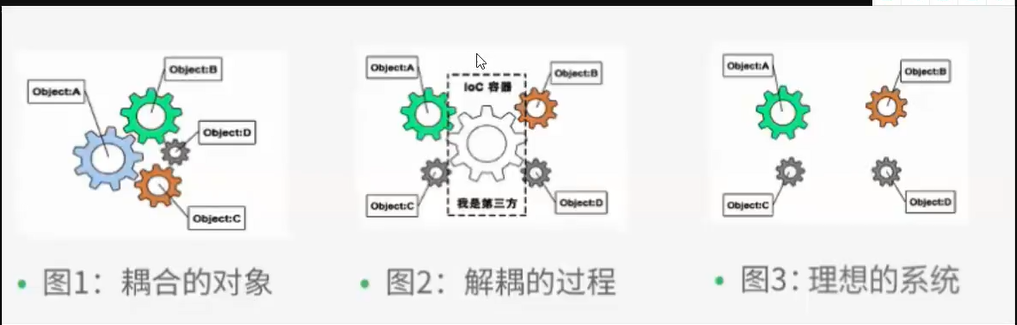 Object:A
Object:B
Object:D
Object:C
图1：耦合的对象
Object:A
Object:B
IoC 容器
我是第三方
Object:C
Object:D
图2：解耦的过程
Object:A
Object:B
Object:C
Object:D
图3：理想的系统